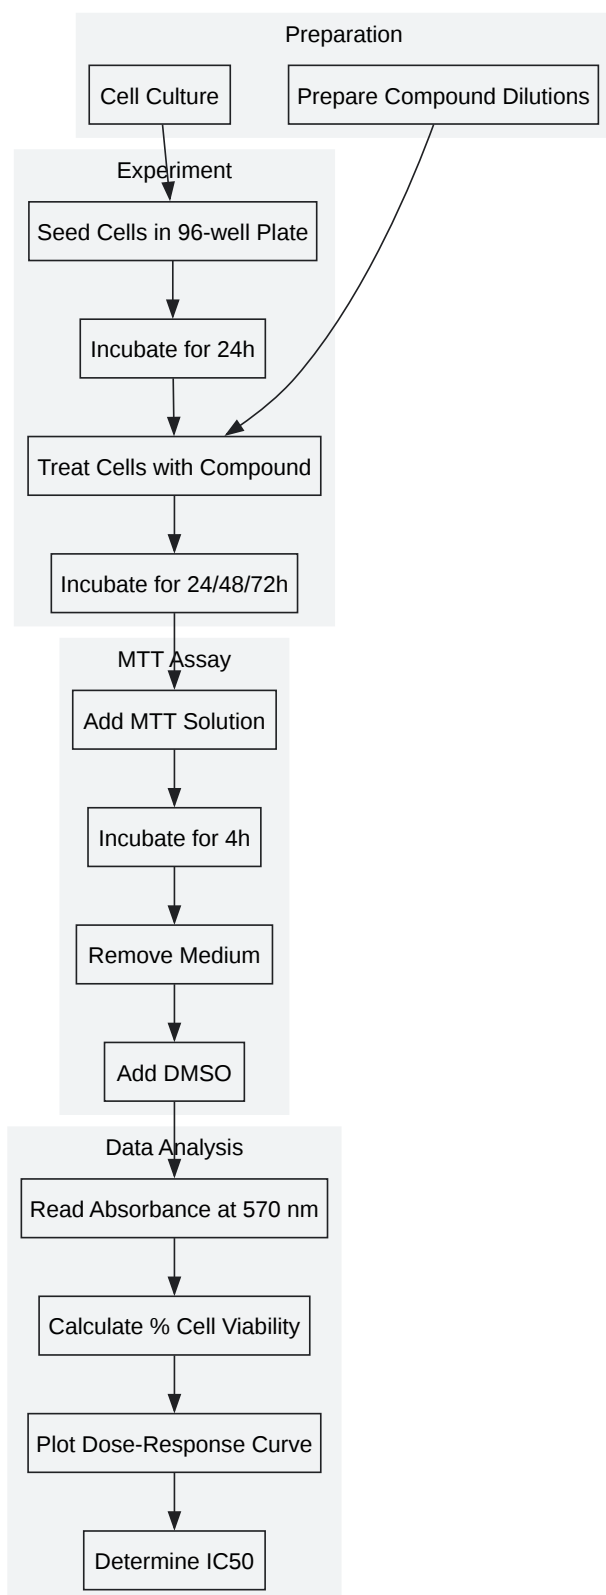 Preparation
Cell Culture
Prepare Compound Dilutions
Experiment
Seed Cells in 96-well Plate
Incubate for 24h
Treat Cells with Compound
Incubate for 24/48/72h
MTT Assay
Add MTT Solution
Incubate for 4h
Remove Medium
Add DMSO
Data Analysis
Read Absorbance at 570 nm
Calculate % Cell Viability
Plot Dose-Response Curve
Determine IC50